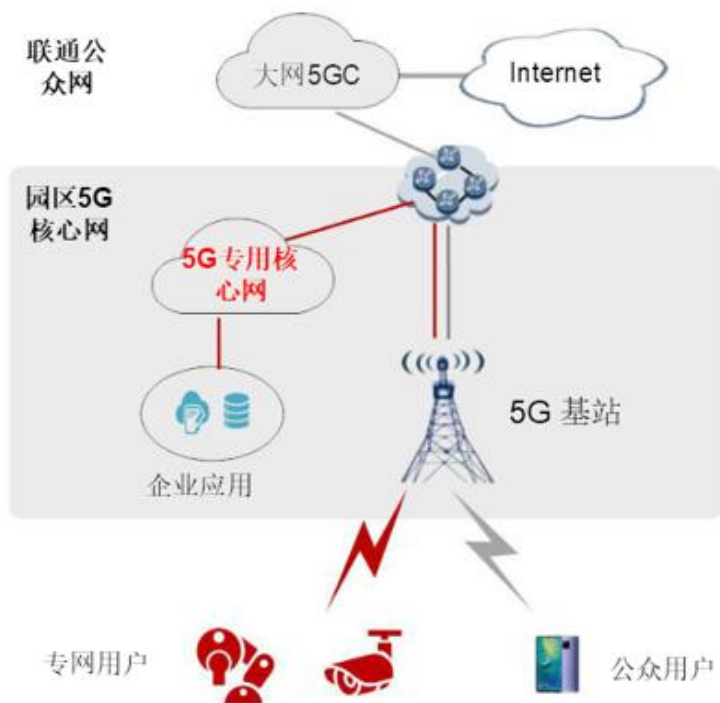 联通公
众网
大网5GC
Internet
园区5G
核心网
5G专用核
心网
5G 基站
企业应用
专网用户
公众用户